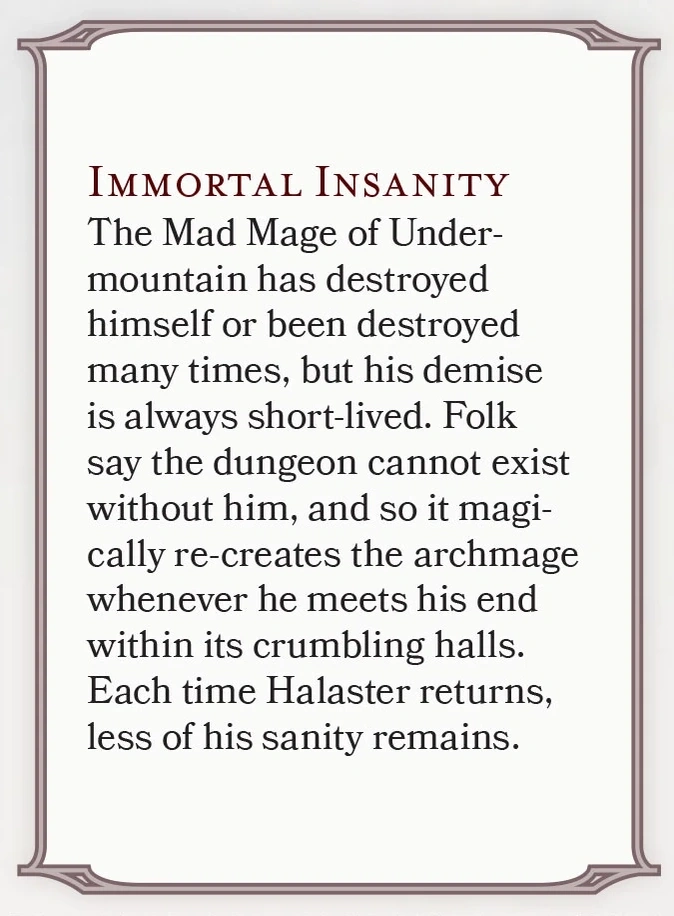 Immortal Insanity
The Mad Mage of Under-
mountain has destroyed
himself or been destroyed
many times, but his demise
is always short-lived. Folk
say the dungeon cannot exist
without him, and so it magi-
cally re-creates the archmage
whenever he meets his end
within its crumbling halls.
Each time Halaster returns,
less of his sanity remains.